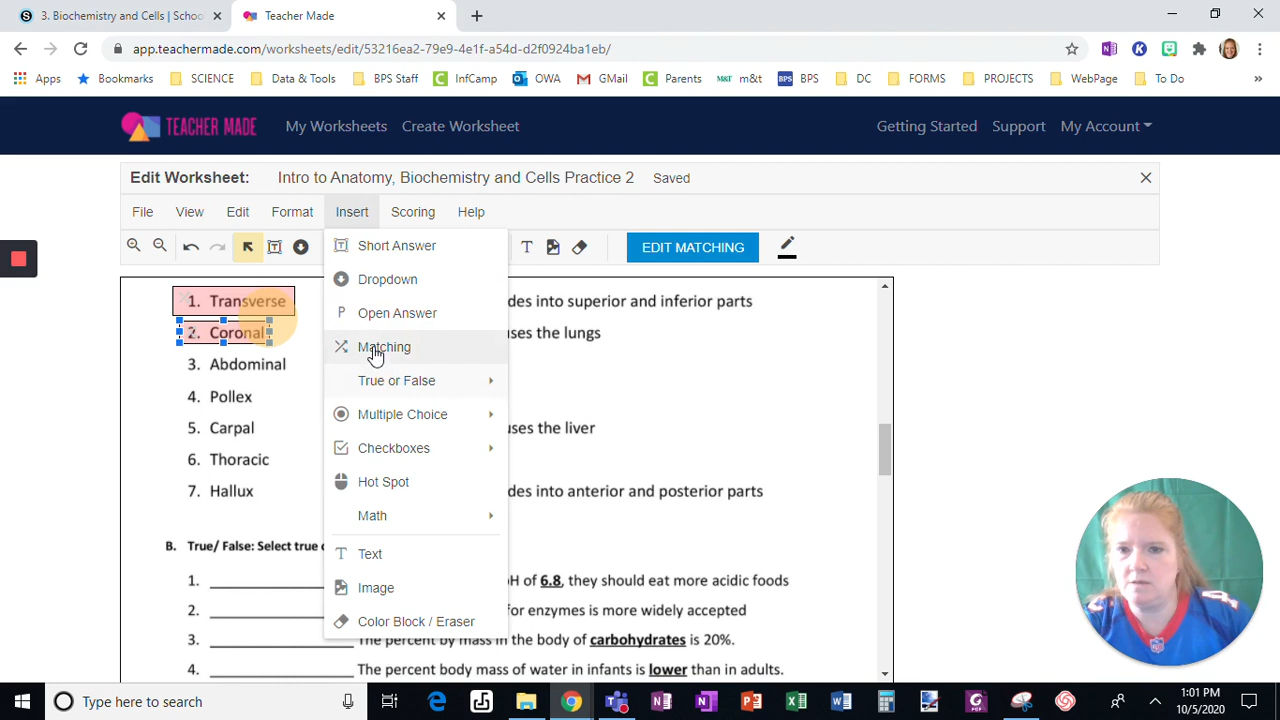 3. Biochemistry and Cells | Schoo
Teacher Made
app.teachermade.com/worksheets/edit/53216ea2-79e9-4e1f-a54d-d2f0924ba1eb/
Apps
Bookmarks
SCIENCE
Data & Tools
BPS Staff
InfCamp
OWA
GMail
Parents
M&T m&t
BPS BPS
DC
FORMS
PROJECTS
WebPage
To Do
TEACHER MADE
My Worksheets
Create Worksheet
Getting Started
Support
My Account
Edit Worksheet:
Intro to Anatomy, Biochemistry and Cells Practice 2
Saved
File
View
Edit
Format
Insert
Scoring
Help
EDIT MATCHING
Short Answer
Dropdown
P Open Answer
Matching
True or False
Multiple Choice
Checkboxes
Hot Spot
Math
T Text
Image
Color Block / Eraser
1. Transverse
des into superior and inferior parts
2. Coronal
uses the lungs
3. Abdominal
4. Pollex
5. Carpal
uses the liver
6. Thoracic
7. Hallux
des into anterior and posterior parts
B. True/ False: Select true
1. ____________ H of 6.8, they should eat more acidic foods
2. ____________ for enzymes is more widely accepted
3. ____________ The percent by mass in the body of carbohydrates is 20%.
4. ____________ The percent body mass of water in infants is lower than in adults.
Type here to search
1:01 PM
10/5/2020